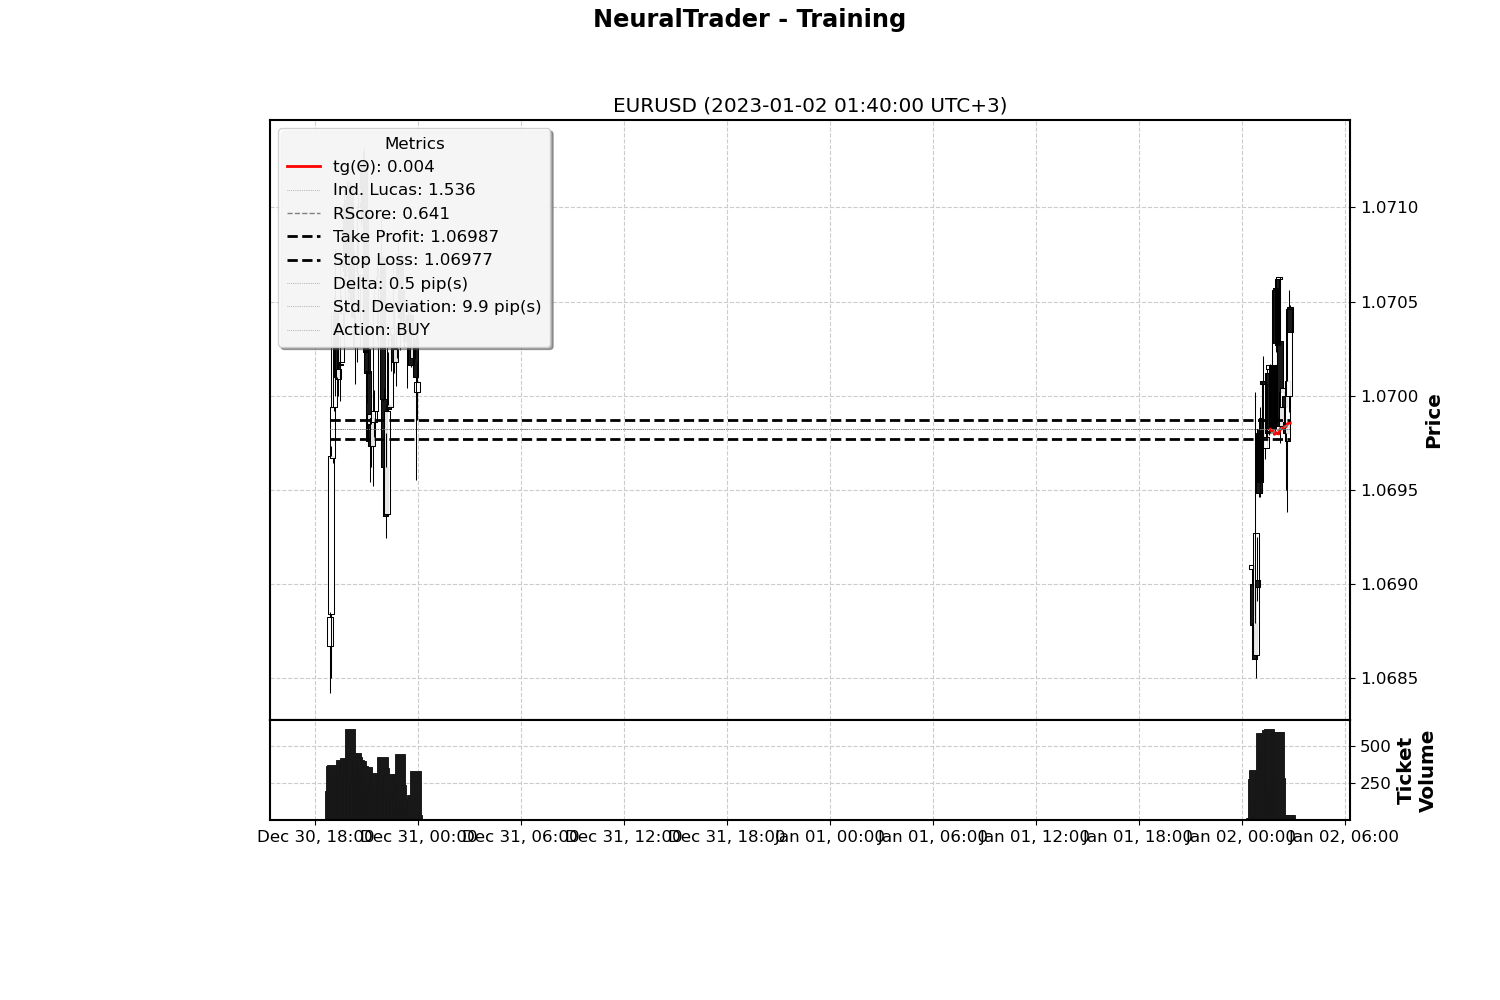 NeuralTrader - Training
EURUSD (2023-01-02 01:40:00 UTC+3)
Metrics
tg(Θ): 0.004
Ind. Lucas: 1.536
RScore: 0.641
Take Profit: 1.06987
Stop Loss: 1.06977
Delta: 0.5 pip(s)
Std. Deviation: 9.9 pip(s)
Action: BUY
1.0710
1.0705
1.0700
1.0695
1.0690
1.0685
Price
500
250
Ticket
Volume
Dec 30, 18:00
Dec 31, 00:00
Dec 31, 06:00
Dec 31, 12:00
Dec 31, 18:00
Jan 01, 00:00
Jan 01, 06:00
Jan 01, 12:00
Jan 01, 18:00
Jan 02, 00:00
Jan 02, 06:00